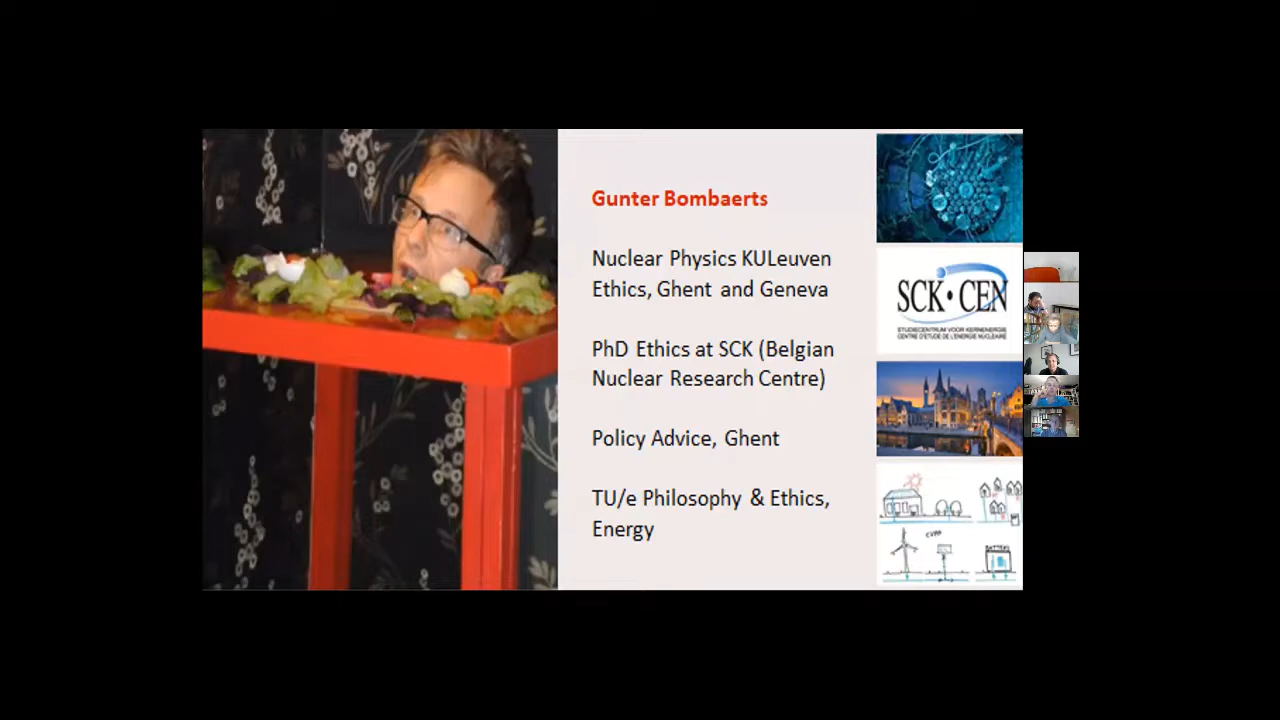 Gunter Bombaerts
Nuclear Physics KULeuven
Ethics, Ghent and Geneva
PhD Ethics at SCK (Belgian
Nuclear Research Centre)
Policy Advice, Ghent
TU/e Philosophy & Ethics,
Energy
SCK•CEN
STUDIECENTRUM VOOR KERNENERGIE
CENTRE D'ETUDE DE L'ENERGIE NUCLEAIRE